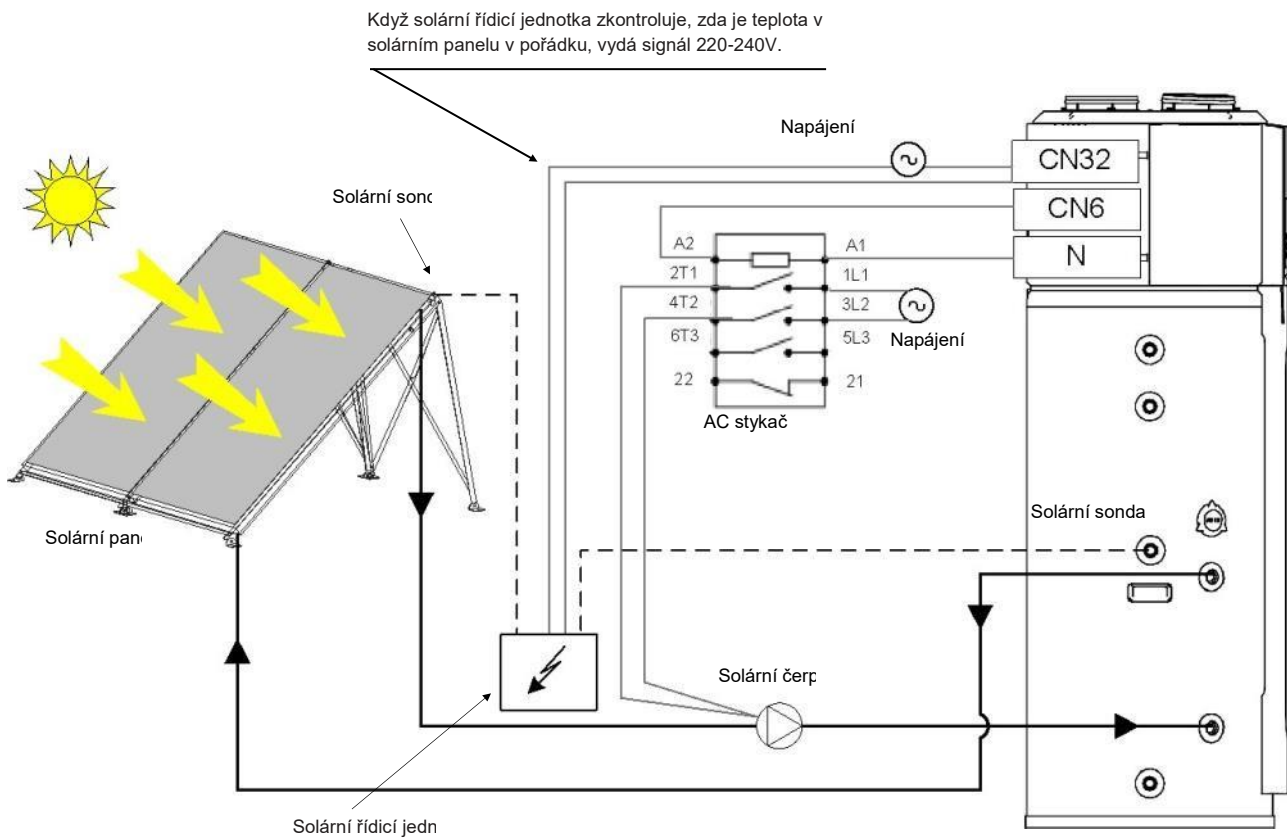 Když solární řídicí jednotka zkontroluje, zda je teplota v
solárním panelu v pořádku, vydá signál 220-240V.
Napájení
CN32
Solární sond
CN6
A2
A1
N
2T1
1L1
4T2
3L2
Napájení
6T3
5L3
22
21
AC stykač
Solární sonda
Solární pan
Solární čerp
Solární řídicí jedn